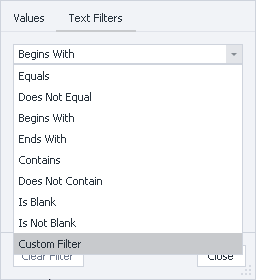 Values Text Filters
Begins With
Equals
Does Not Equal
Begins With
Ends With
Contains
Does Not Contain
Is Blank
Is Not Blank
Custom Filter
Clear Filter Close